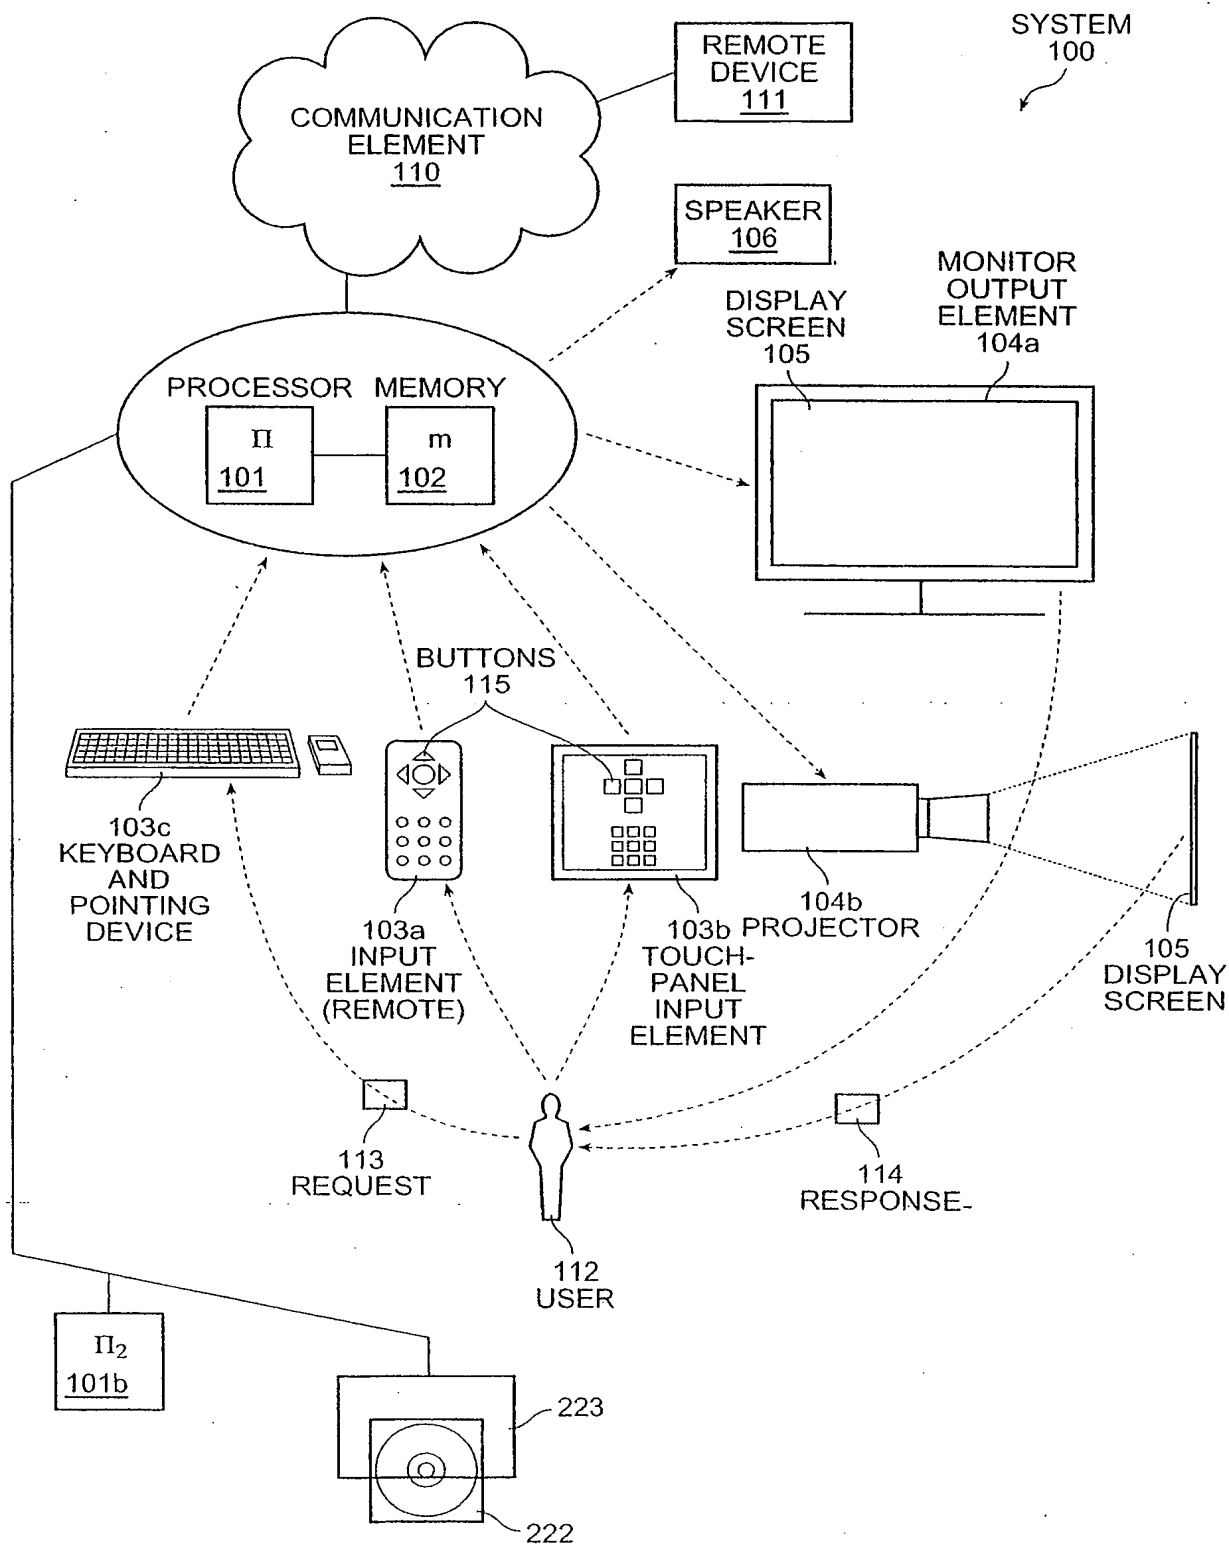 SYSTEM
100
REMOTE
DEVICE
111
COMMUNICATION
ELEMENT
110
SPEAKER
106
MONITOR
OUTPUT
ELEMENT
104a
DISPLAY
SCREEN
105
PROCESSOR
MEMORY
Π
101
m
102
BUTTONS
115
103c
KEYBOARD
AND
POINTING
DEVICE
103a
INPUT
ELEMENT
(REMOTE)
103b
TOUCH-
PANEL
INPUT
ELEMENT
104b
PROJECTOR
105
DISPLAY
SCREEN
113
REQUEST
114
RESPONSE
112
USER
Π2
101b
223
222